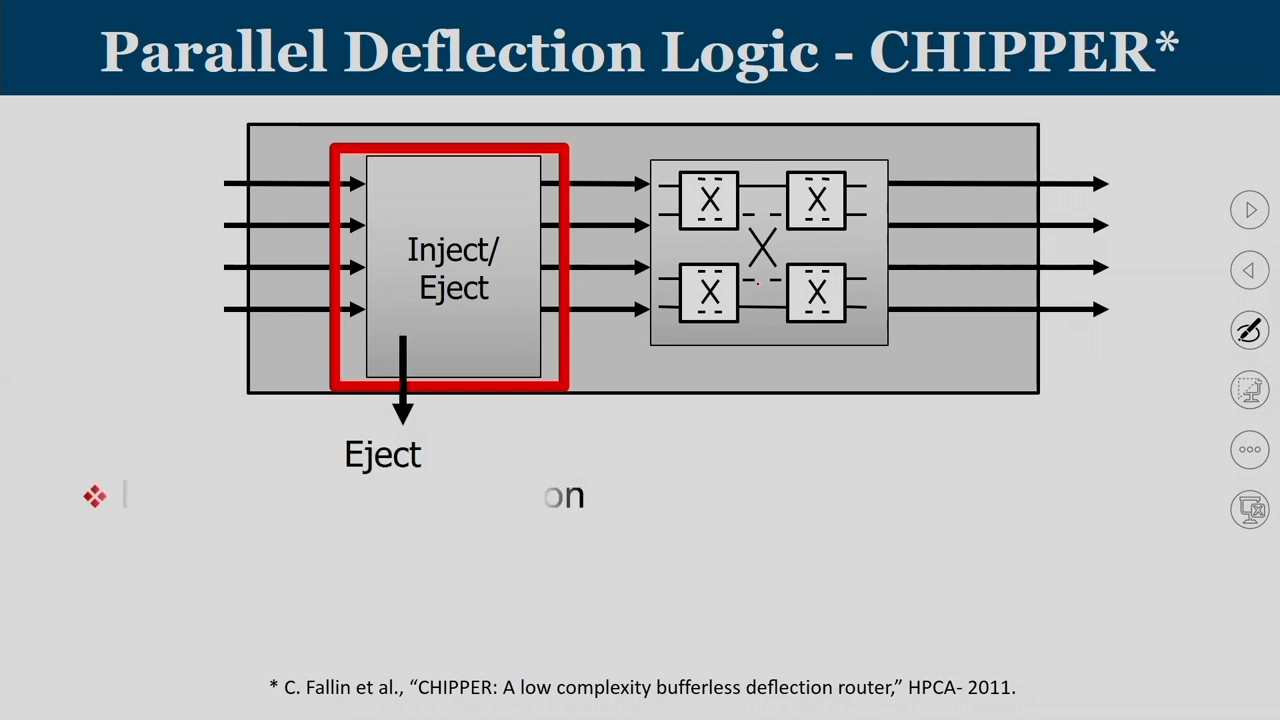 Parallel Deflection Logic - CHIPPER*
Inject/
Eject
Eject
on
* C. Fallin et al., “CHIPPER: A low complexity bufferless deflection router,” HPCA- 2011.